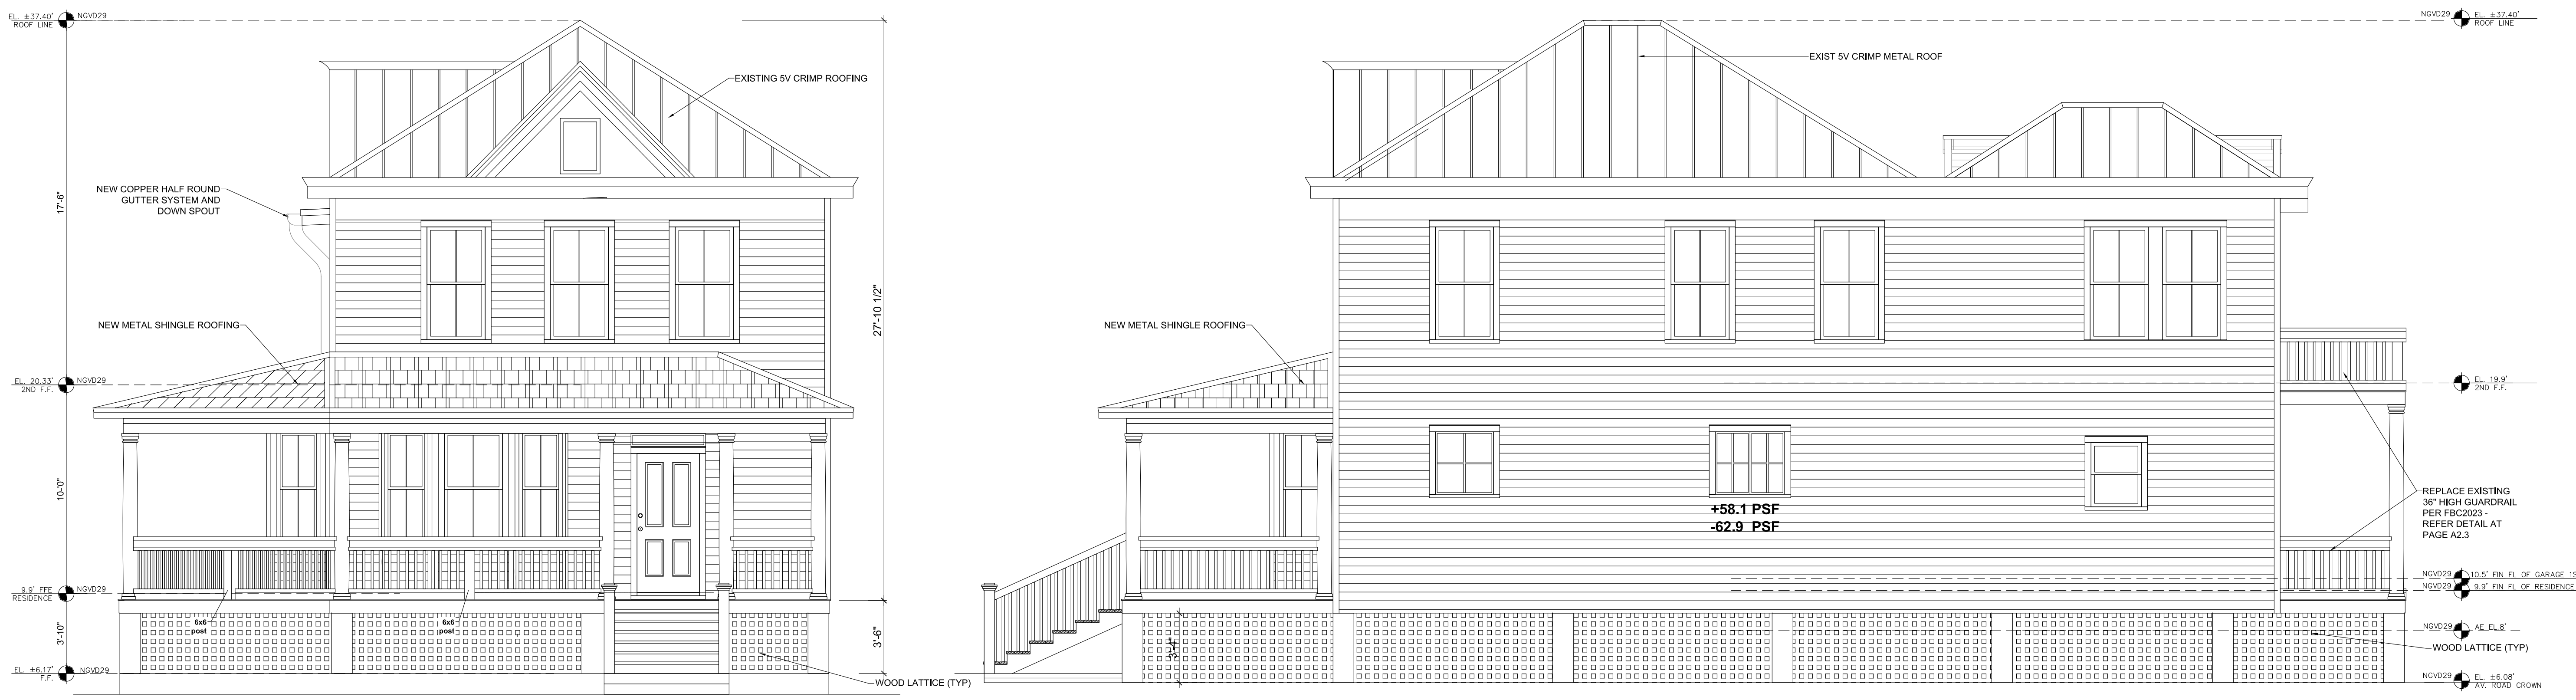 EL. ±37.40'
ROOF LINE
NGVD29
EXISTING 5V CRIMP ROOFING
NEW COPPER HALF ROUND
GUTTER SYSTEM AND
DOWN SPOUT
17'-6"
27'-10 1/2"
NEW METAL SHINGLE ROOFING
EL. 20.33'
2ND F.F.
NGVD29
10'-0"
9.9' FFE
RESIDENCE
NGVD29
6x6
post
6x6
post
3'-10"
3'-6"
EL. ±6.17'
F.F.
NGVD29
WOOD LATTICE (TYP)
NGVD29
EL. ±37.40'
ROOF LINE
EXIST 5V CRIMP METAL ROOF
NEW METAL SHINGLE ROOFING
EL. 19.9'
2ND F.F.
+58.1 PSF
-62.9 PSF
REPLACE EXISTING
36" HIGH GUARDRAIL
PER FBC2023 -
REFER DETAIL AT
PAGE A2.3
NGVD29
10.5' FIN FL OF GARAGE 1S
NGVD29
9.9' FIN FL OF RESIDENCE
NGVD29
AE EL.8'
3'-4"
WOOD LATTICE (TYP)
NGVD29
EL. ±6.08'
AV. ROAD CROWN